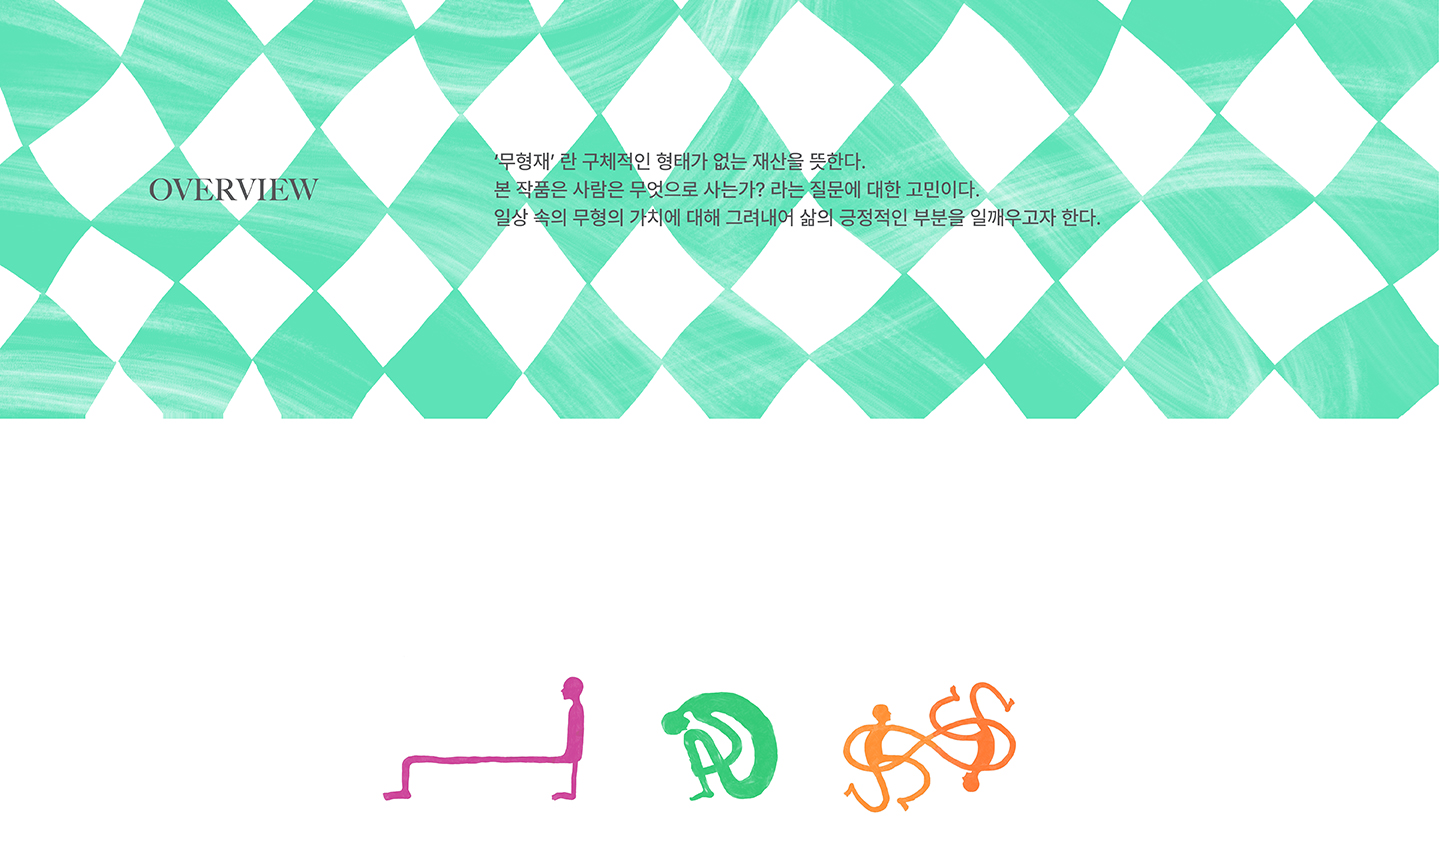 OVERVIEW
‘무형재’ 란 구체적인 형태가 없는 재산을 뜻한다.
본 작품은 사람은 무엇으로 사는가? 라는 질문에 대한 고민이다.
일상 속의 무형의 가치에 대해 그려내어 삶의 긍정적인 부분을 일깨우고자 한다.